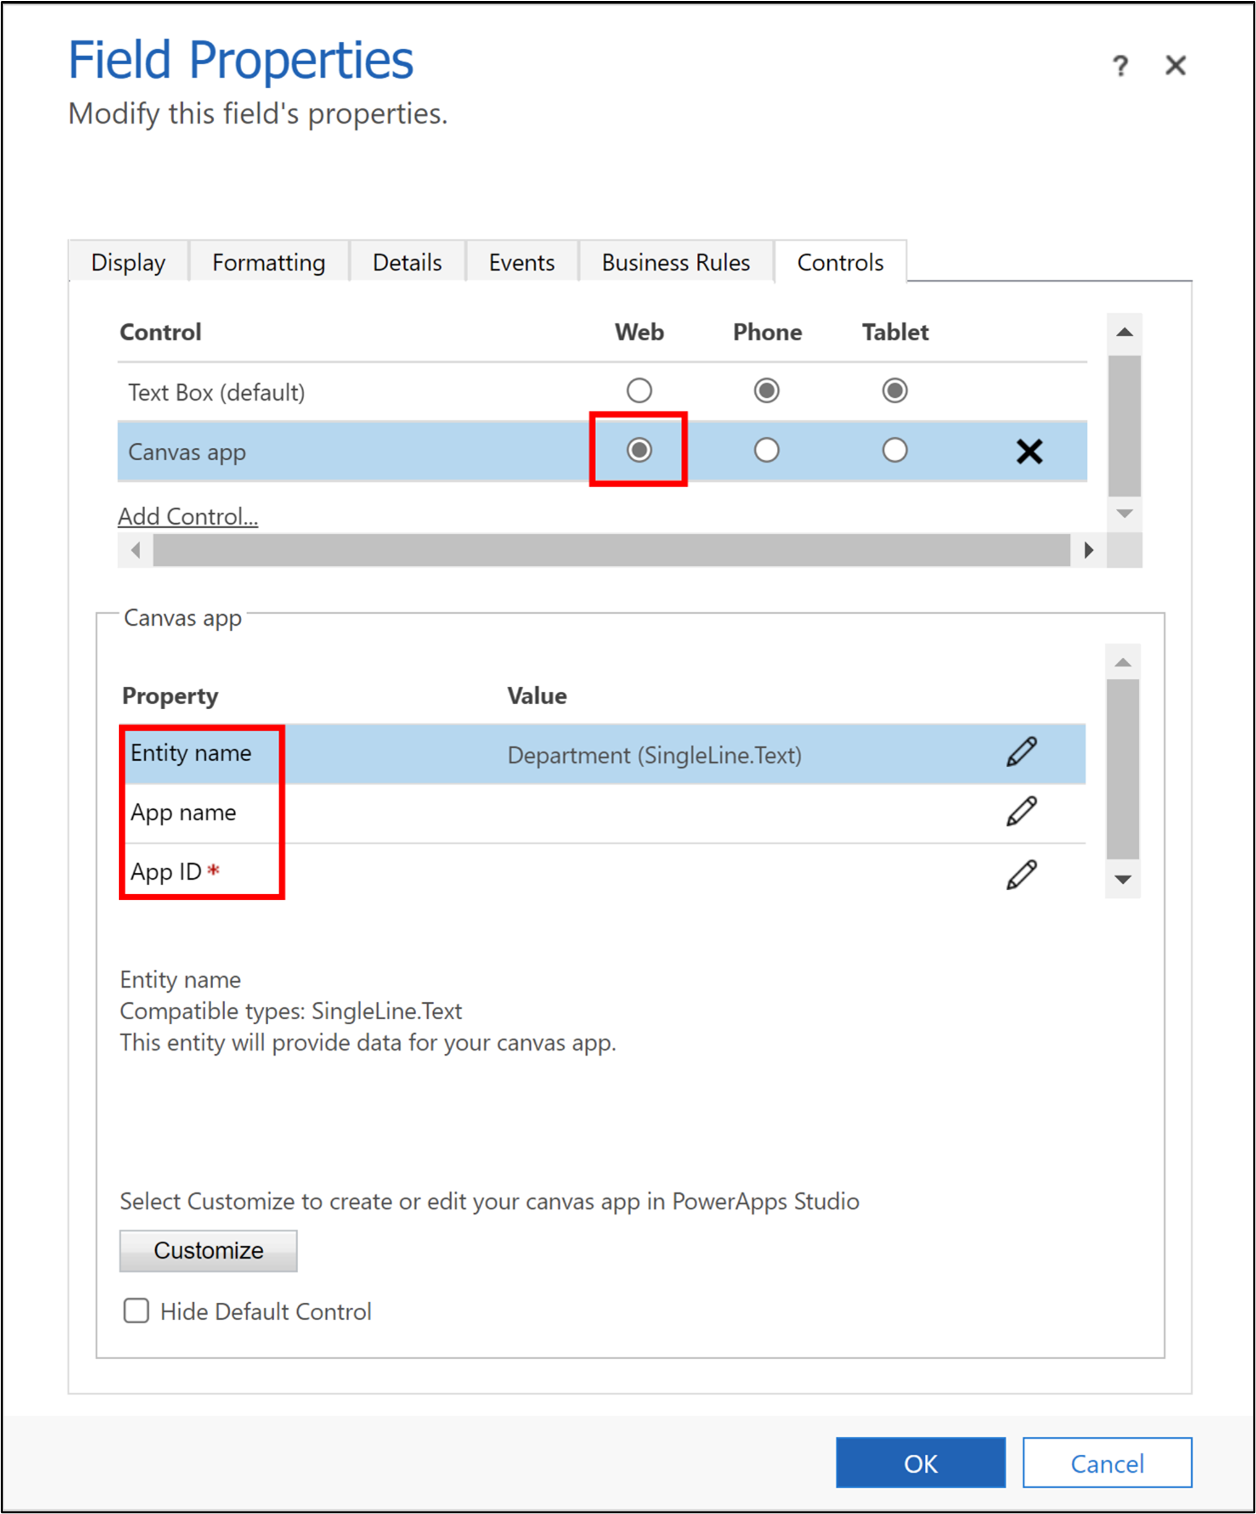 Field Properties
? 
Modify this field's properties.
Display Formatting Details Events Business Rules Controls
Control Web Phone Tablet
Text Box (default)
Canvas app
Add Control...
Canvas app
Property Value
Entity name Department (SingleLine.Text)
App name
App ID *
Entity name
Compatible types: SingleLine.Text
This entity will provide data for your canvas app.
Select Customize to create or edit your canvas app in PowerApps Studio
Customize
Hide Default Control
OK Cancel